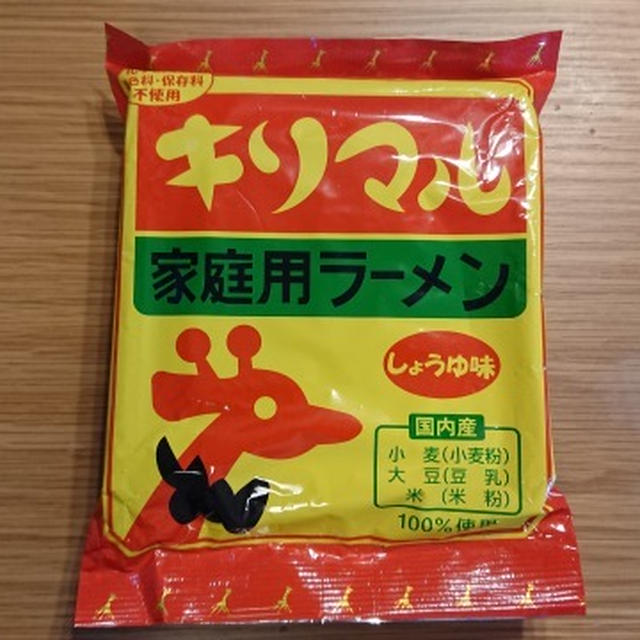 色料・保存料
不使用
キリマル
家庭用ラーメン
しょうゆ味
国内産
小 麦(小麦粉)
大 豆(豆 乳)
米 (米 粉)
100%使用